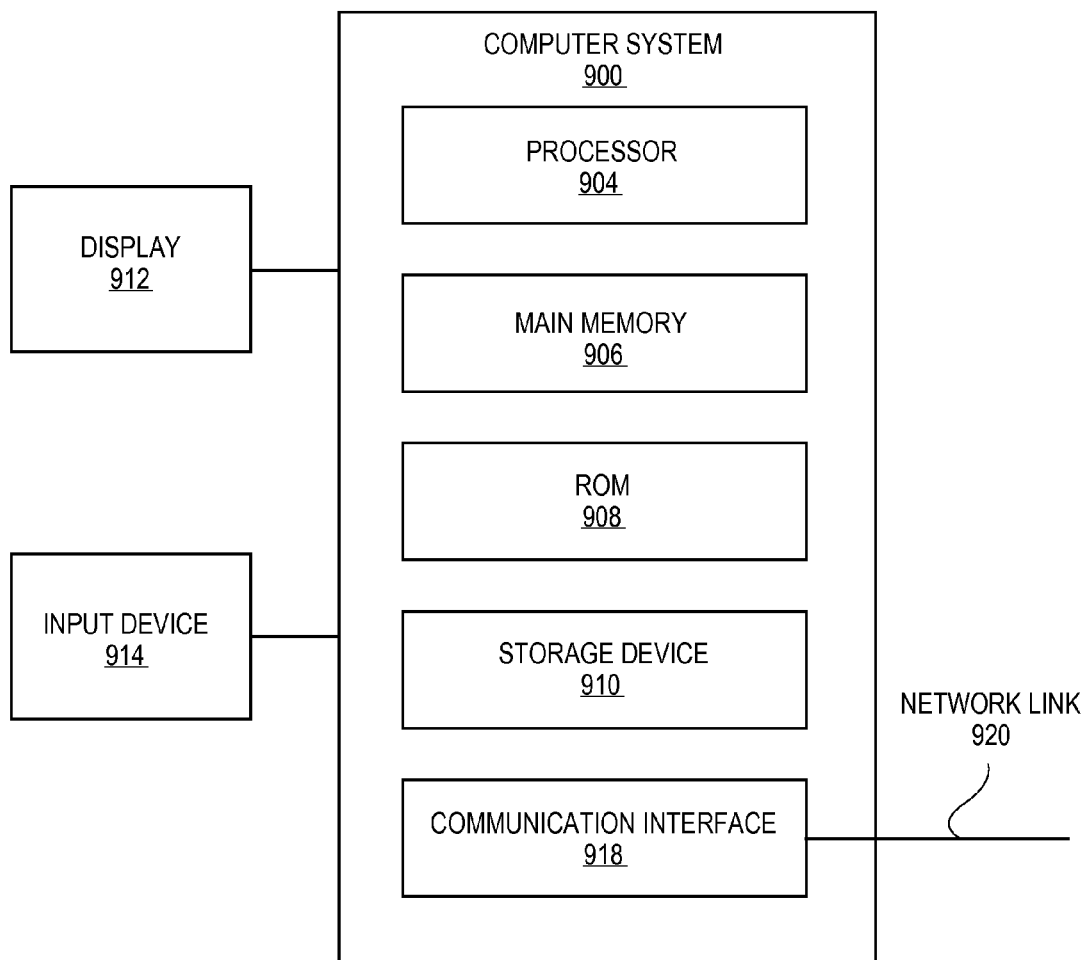 COMPUTER SYSTEM
900
PROCESSOR
904
DISPLAY
912
MAIN MEMORY
906
ROM
908
INPUT DEVICE
914
STORAGE DEVICE
910
NETWORK LINK
920
COMMUNICATION INTERFACE
918